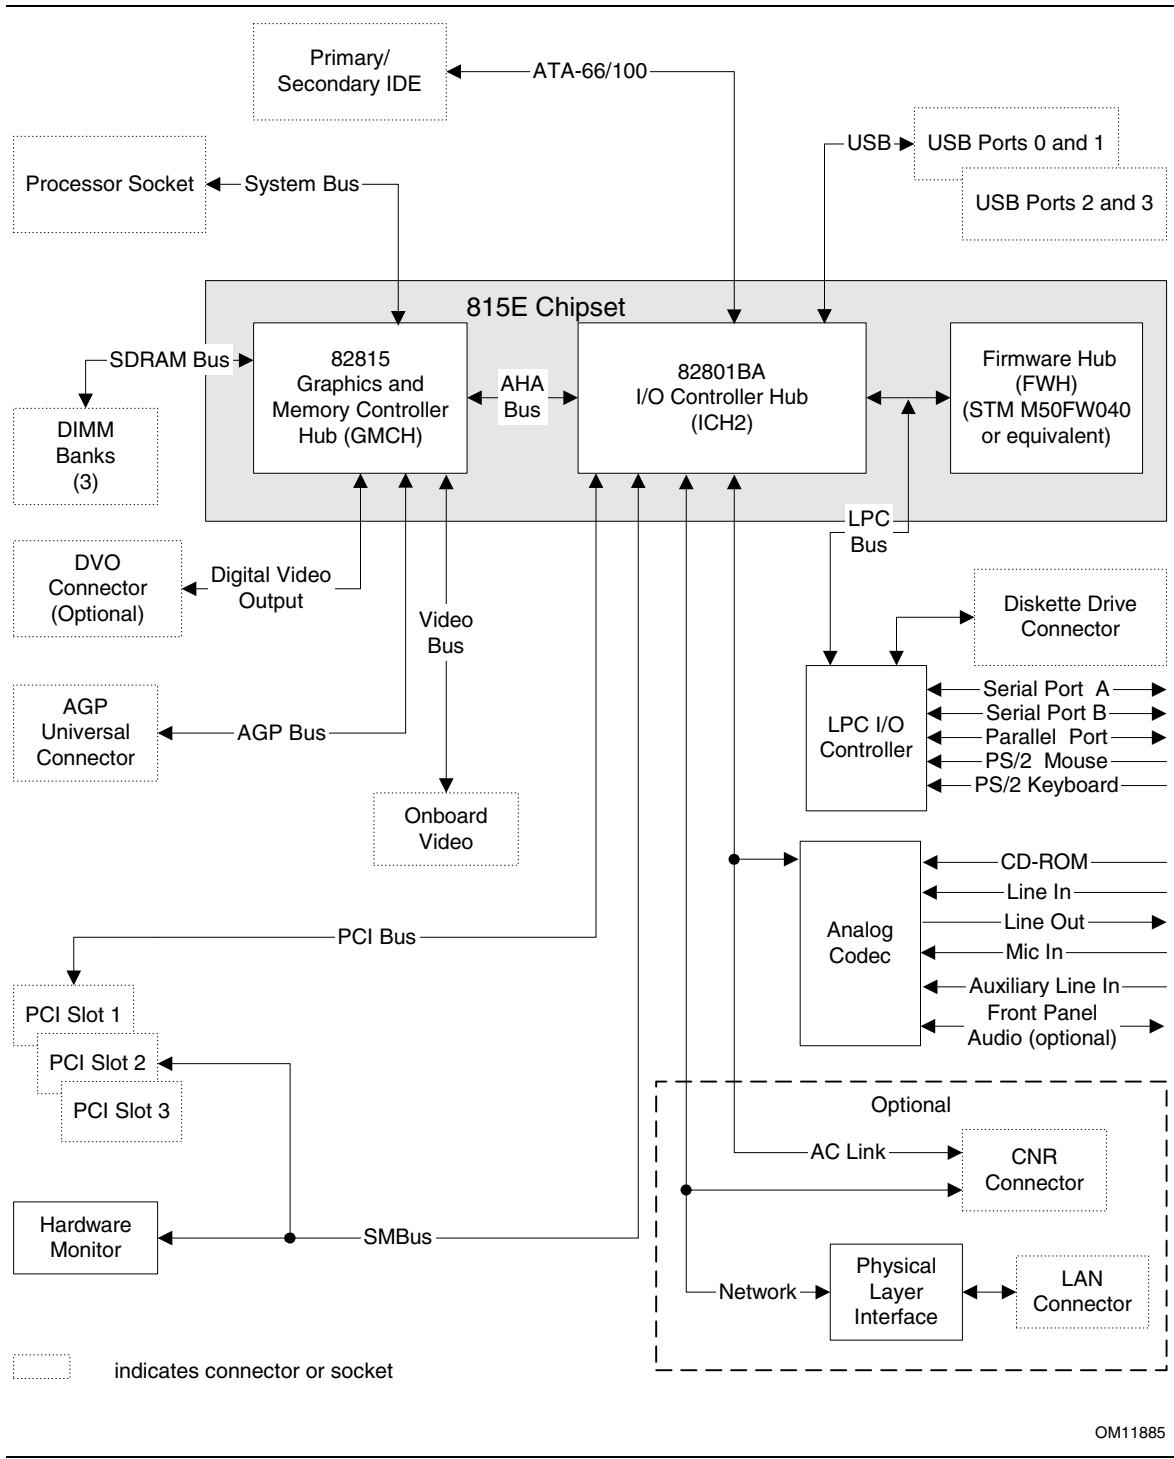 Primary/
Secondary IDE
ATA-66/100
USB
USB Ports 0 and 1
USB Ports 2 and 3
Processor Socket
System Bus
815E Chipset
SDRAM Bus
82815
Graphics and
Memory Controller
Hub (GMCH)
AHA
Bus
82801BA
I/O Controller Hub
(ICH2)
Firmware Hub
(FWH)
(STM M50FW040
or equivalent)
DIMM
Banks
(3)
LPC
Bus
DVO
Connector
(Optional)
Digital Video
Output
Video
Bus
Diskette Drive
Connector
AGP
Universal
Connector
AGP Bus
LPC I/O
Controller
Serial Port A
Serial Port B
Parallel Port
PS/2 Mouse
PS/2 Keyboard
Onboard
Video
Analog
Codec
CD-ROM
Line In
Line Out
Mic In
Auxiliary Line In
Front Panel
Audio (optional)
PCI Bus
PCI Slot 1
PCI Slot 2
PCI Slot 3
Optional
AC Link
CNR
Connector
Hardware
Monitor
SMBus
Network
Physical
Layer
Interface
LAN
Connector
indicates connector or socket
OM11885